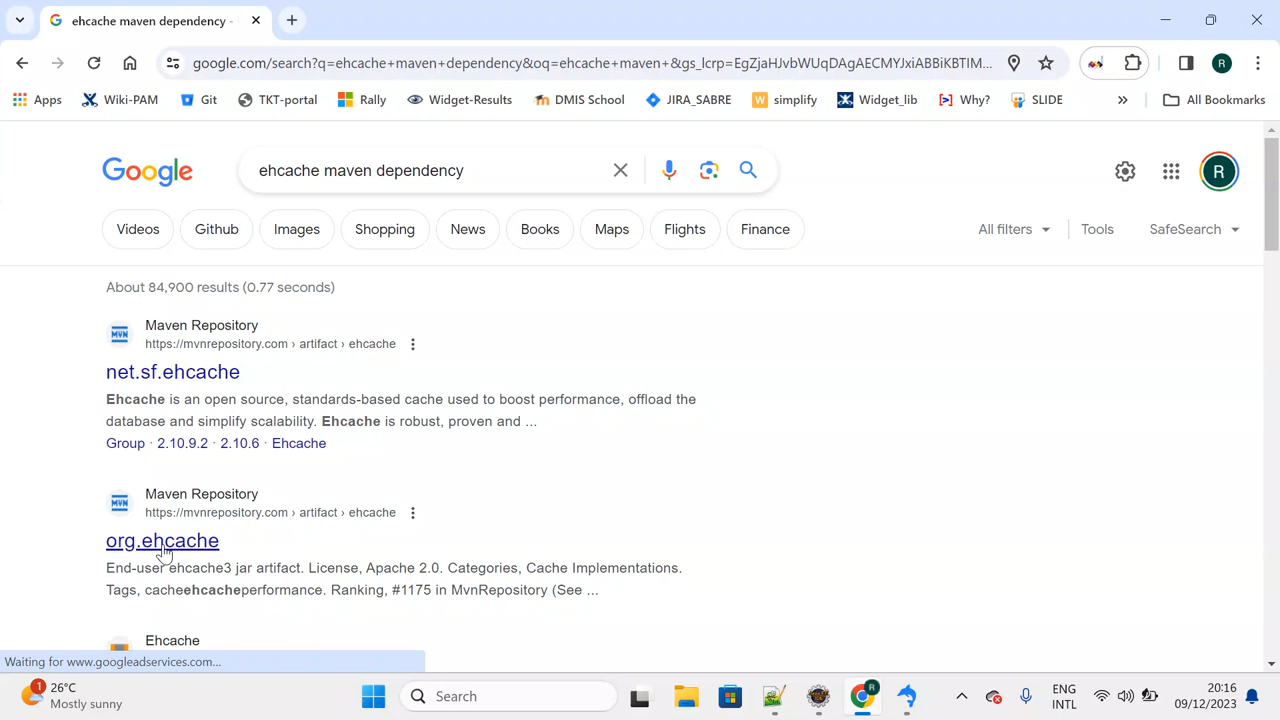 ehcache maven dependency -
google.com/search?q=ehcache+maven+dependency&oq=ehcache+maven+&gs_lcrp=EgZjaHJvbWUqDAgAECMYJxiABBiKBTIM...
Apps Wiki-PAM Git TKT-portal Rally Widget-Results DMIS School JIRA_SABRE simplify Widget_lib Why? SLIDE » All Bookmarks
R
Google ehcache maven dependency R
Videos Github Images Shopping News Books Maps Flights Finance All filters Tools SafeSearch
About 84,900 results (0.77 seconds)
MVN
Maven Repository
https://mvnrepository.com › artifact › ehcache
net.sf.ehcache
Ehcache is an open source, standards-based cache used to boost performance, offload the
database and simplify scalability. Ehcache is robust, proven and ...
Group · 2.10.9.2 · 2.10.6 · Ehcache
MVN
Maven Repository
https://mvnrepository.com › artifact › ehcache
org.ehcache
End-user ehcache3 jar artifact. License, Apache 2.0. Categories, Cache Implementations.
Tags, cacheehcacheperformance. Ranking, #1175 in MvnRepository (See ...
Ehcache
Waiting for www.googleadservices.com...
1
26°C
Mostly sunny
Search
R
ENG
INTL
20:16
09/12/2023